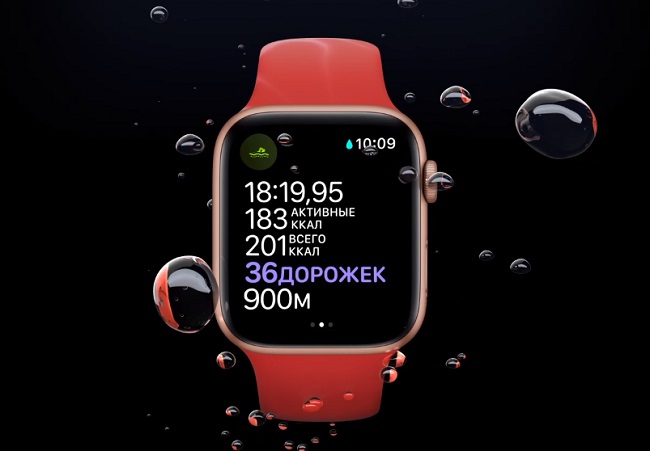 10:09
18:19,95
183 АКТИВНЫЕ ККАЛ
201 ВСЕГО ККАЛ
36ДОРОЖЕК
900М